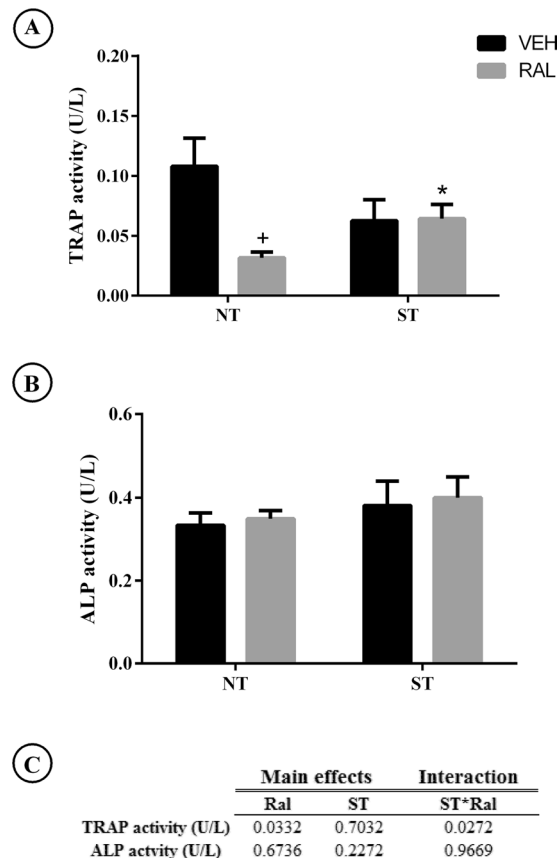 A
VEH
RAL
TRAP activity (U/L)
0.20
0.15
0.10
0.05
0.00
+
*
NT
ST
B
ALP activity (U/L)
0.6
0.4
0.2
0.0
NT
ST
C
Main effects Interaction
Ral ST ST*Ral
TRAP activity (U/L) 0.0332 0.7032 0.0272
ALP actvity (U/L) 0.6736 0.2272 0.9669